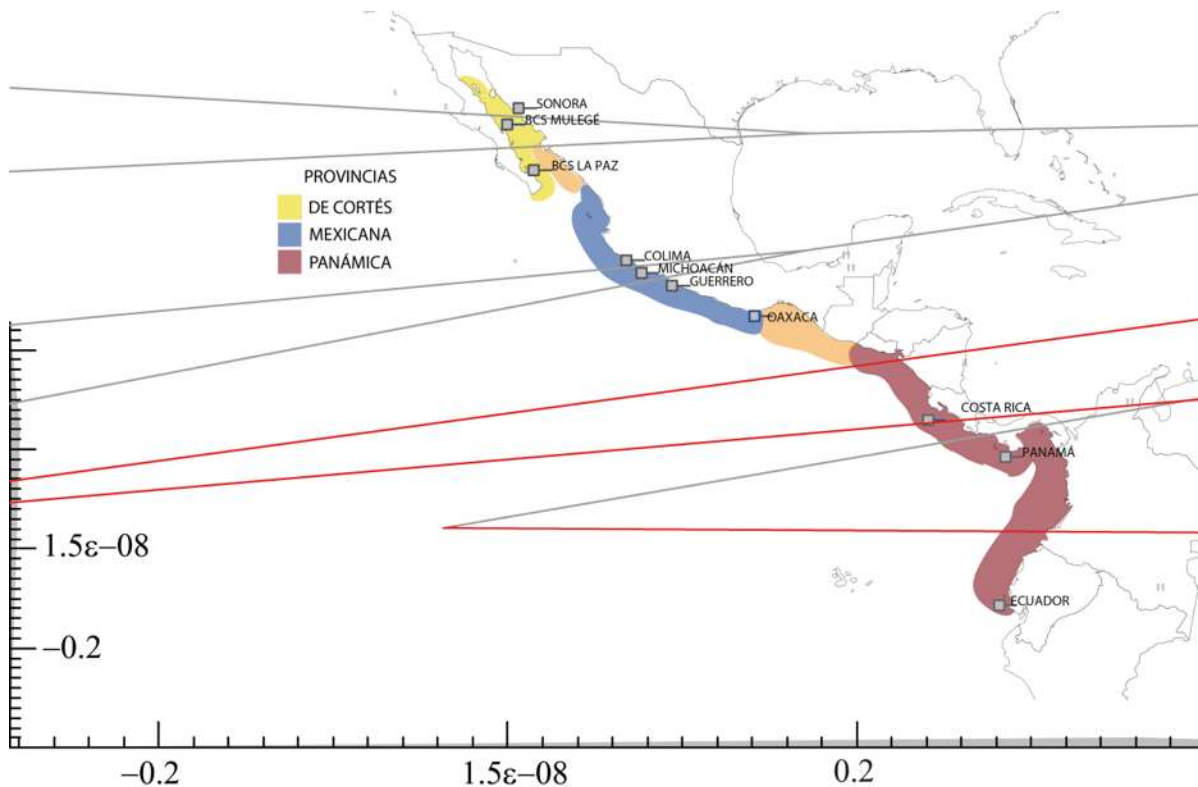 SONORA
BCS MULEGÉ
BCS LA PAZ
PROVINCIAS
DE CORTÉS
MEXICANA
PANÁMICA
COLIMA
MICHOACÁN
GUERRERO
OAXACA
COSTA RICA
PANAMÁ
1.5ε–08
ECUADOR
–0.2
–0.2 1.5ε–08 0.2